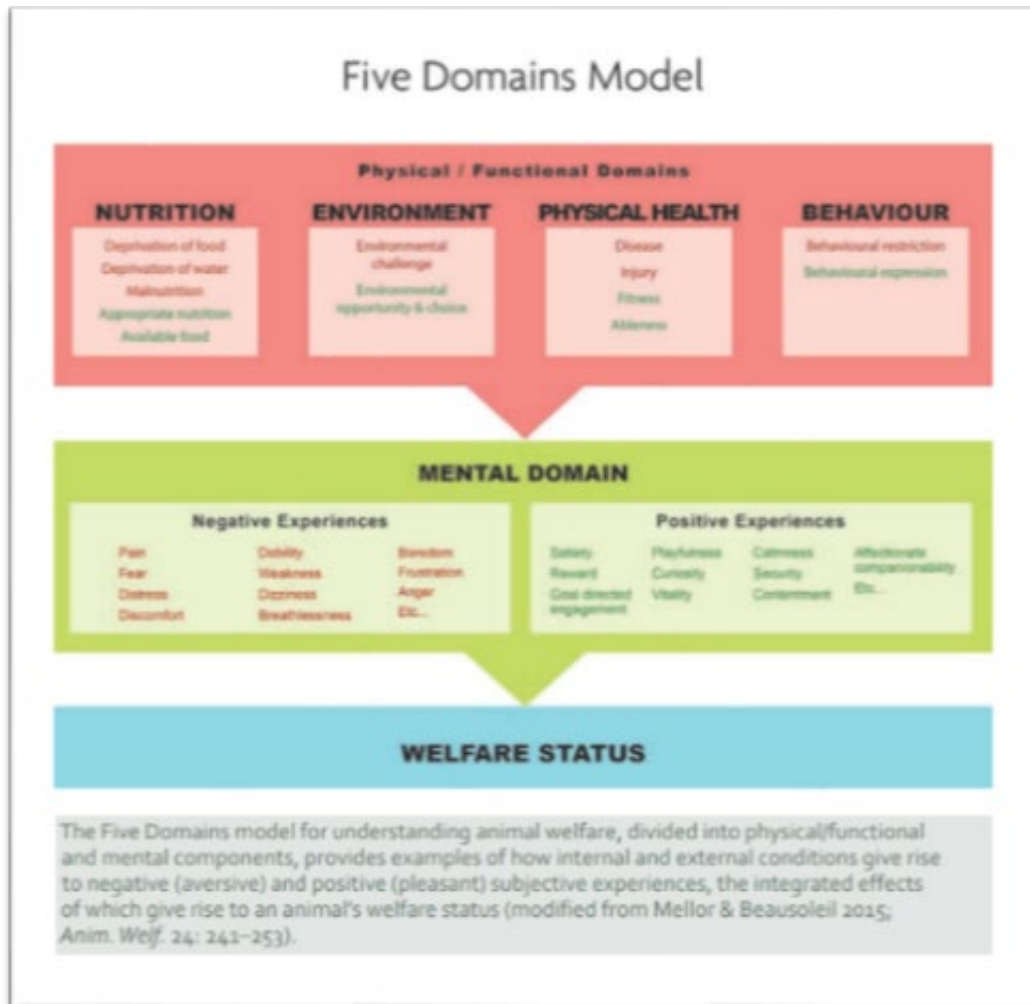 Five Domains Model
Physical / Functional Domains
NUTRITION
Deprivation of food
Deprivation of water
Malnutrition
Appropriate nutrition
Available food
ENVIRONMENT
Environmental
challenge
Environmental
opportunity & choice
PHYSICAL HEALTH
Disease
Injury
Fitness
Ableness
BEHAVIOUR
Behavioural restriction
Behavioural expression
MENTAL DOMAIN
Negative Experiences
Pain
Fear
Distress
Discomfort
Debility
Weakness
Dizziness
Breathlessness
Boredom
Frustration
Anger
Etc...
Positive Experiences
Satiety
Reward
Goal directed
engagement
Playfulness
Curiosity
Vitality
Calmness
Security
Contentment
Affectionate
companionability
Etc...
WELFARE STATUS
The Five Domains model for understanding animal welfare, divided into physical/functional
and mental components, provides examples of how internal and external conditions give rise
to negative (aversive) and positive (pleasant) subjective experiences, the integrated effects
of which give rise to an animal's welfare status (modified from Mellor & Beausoleil 2015;
Anim. Welf. 24: 241–253).